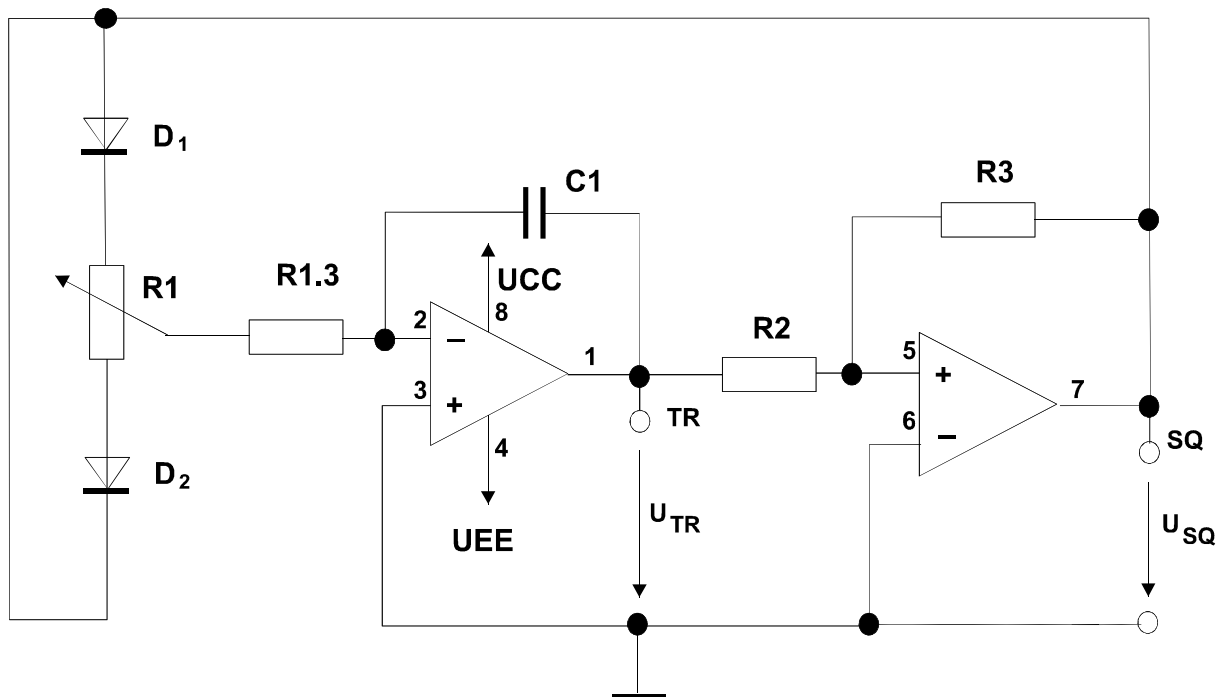 D1
C1
R3
UCC
R1
R1.3
8
2
−
R2
1
5
+
3
+
7
6
−
4
TR
SQ
D2
UTR
USQ
UEE